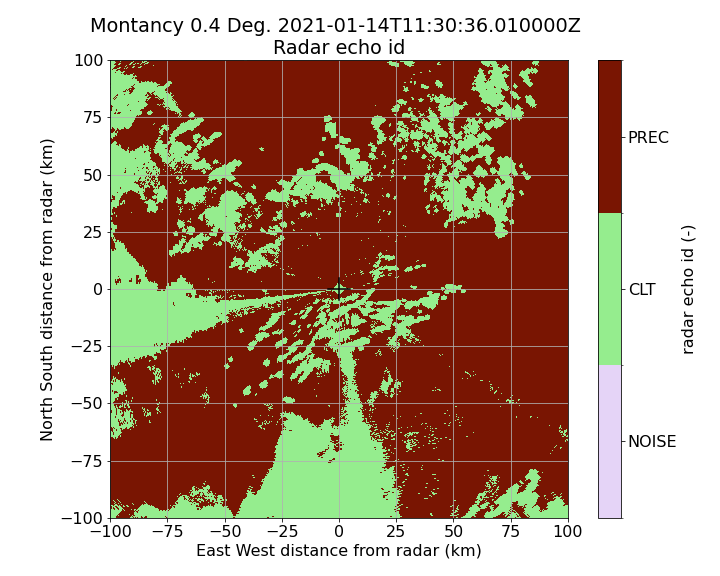 Montancy 0.4 Deg. 2021-01-14T11:30:36.010000Z
Radar echo id
100
75
50
25
0
−25
−50
−75
−100
North South distance from radar (km)
−100 −75 −50 −25 0 25 50 75 100
East West distance from radar (km)
PREC
CLT
NOISE
radar echo id (-)